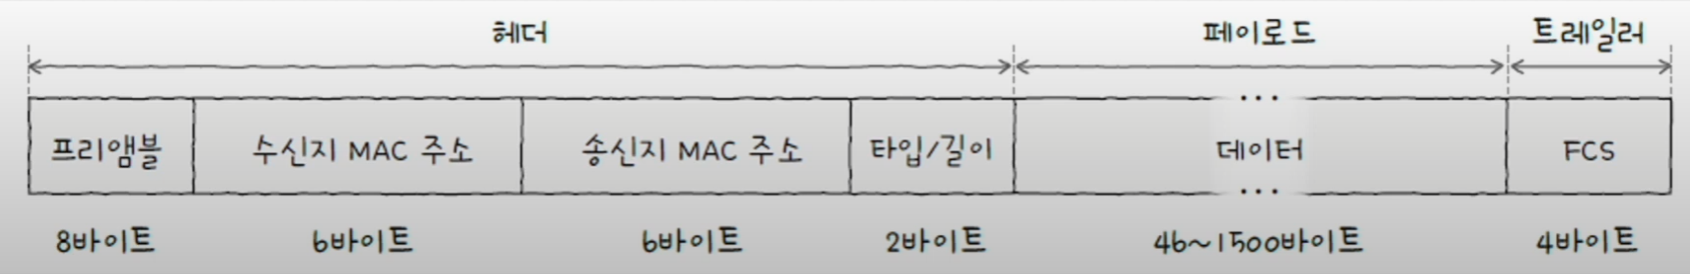 헤더 페이로드 트레일러
프리앰블 수신지 MAC 주소 송신지 MAC 주소 타입/길이 데이터 FCS
8바이트 6바이트 6바이트 2바이트 46~1500바이트 4바이트